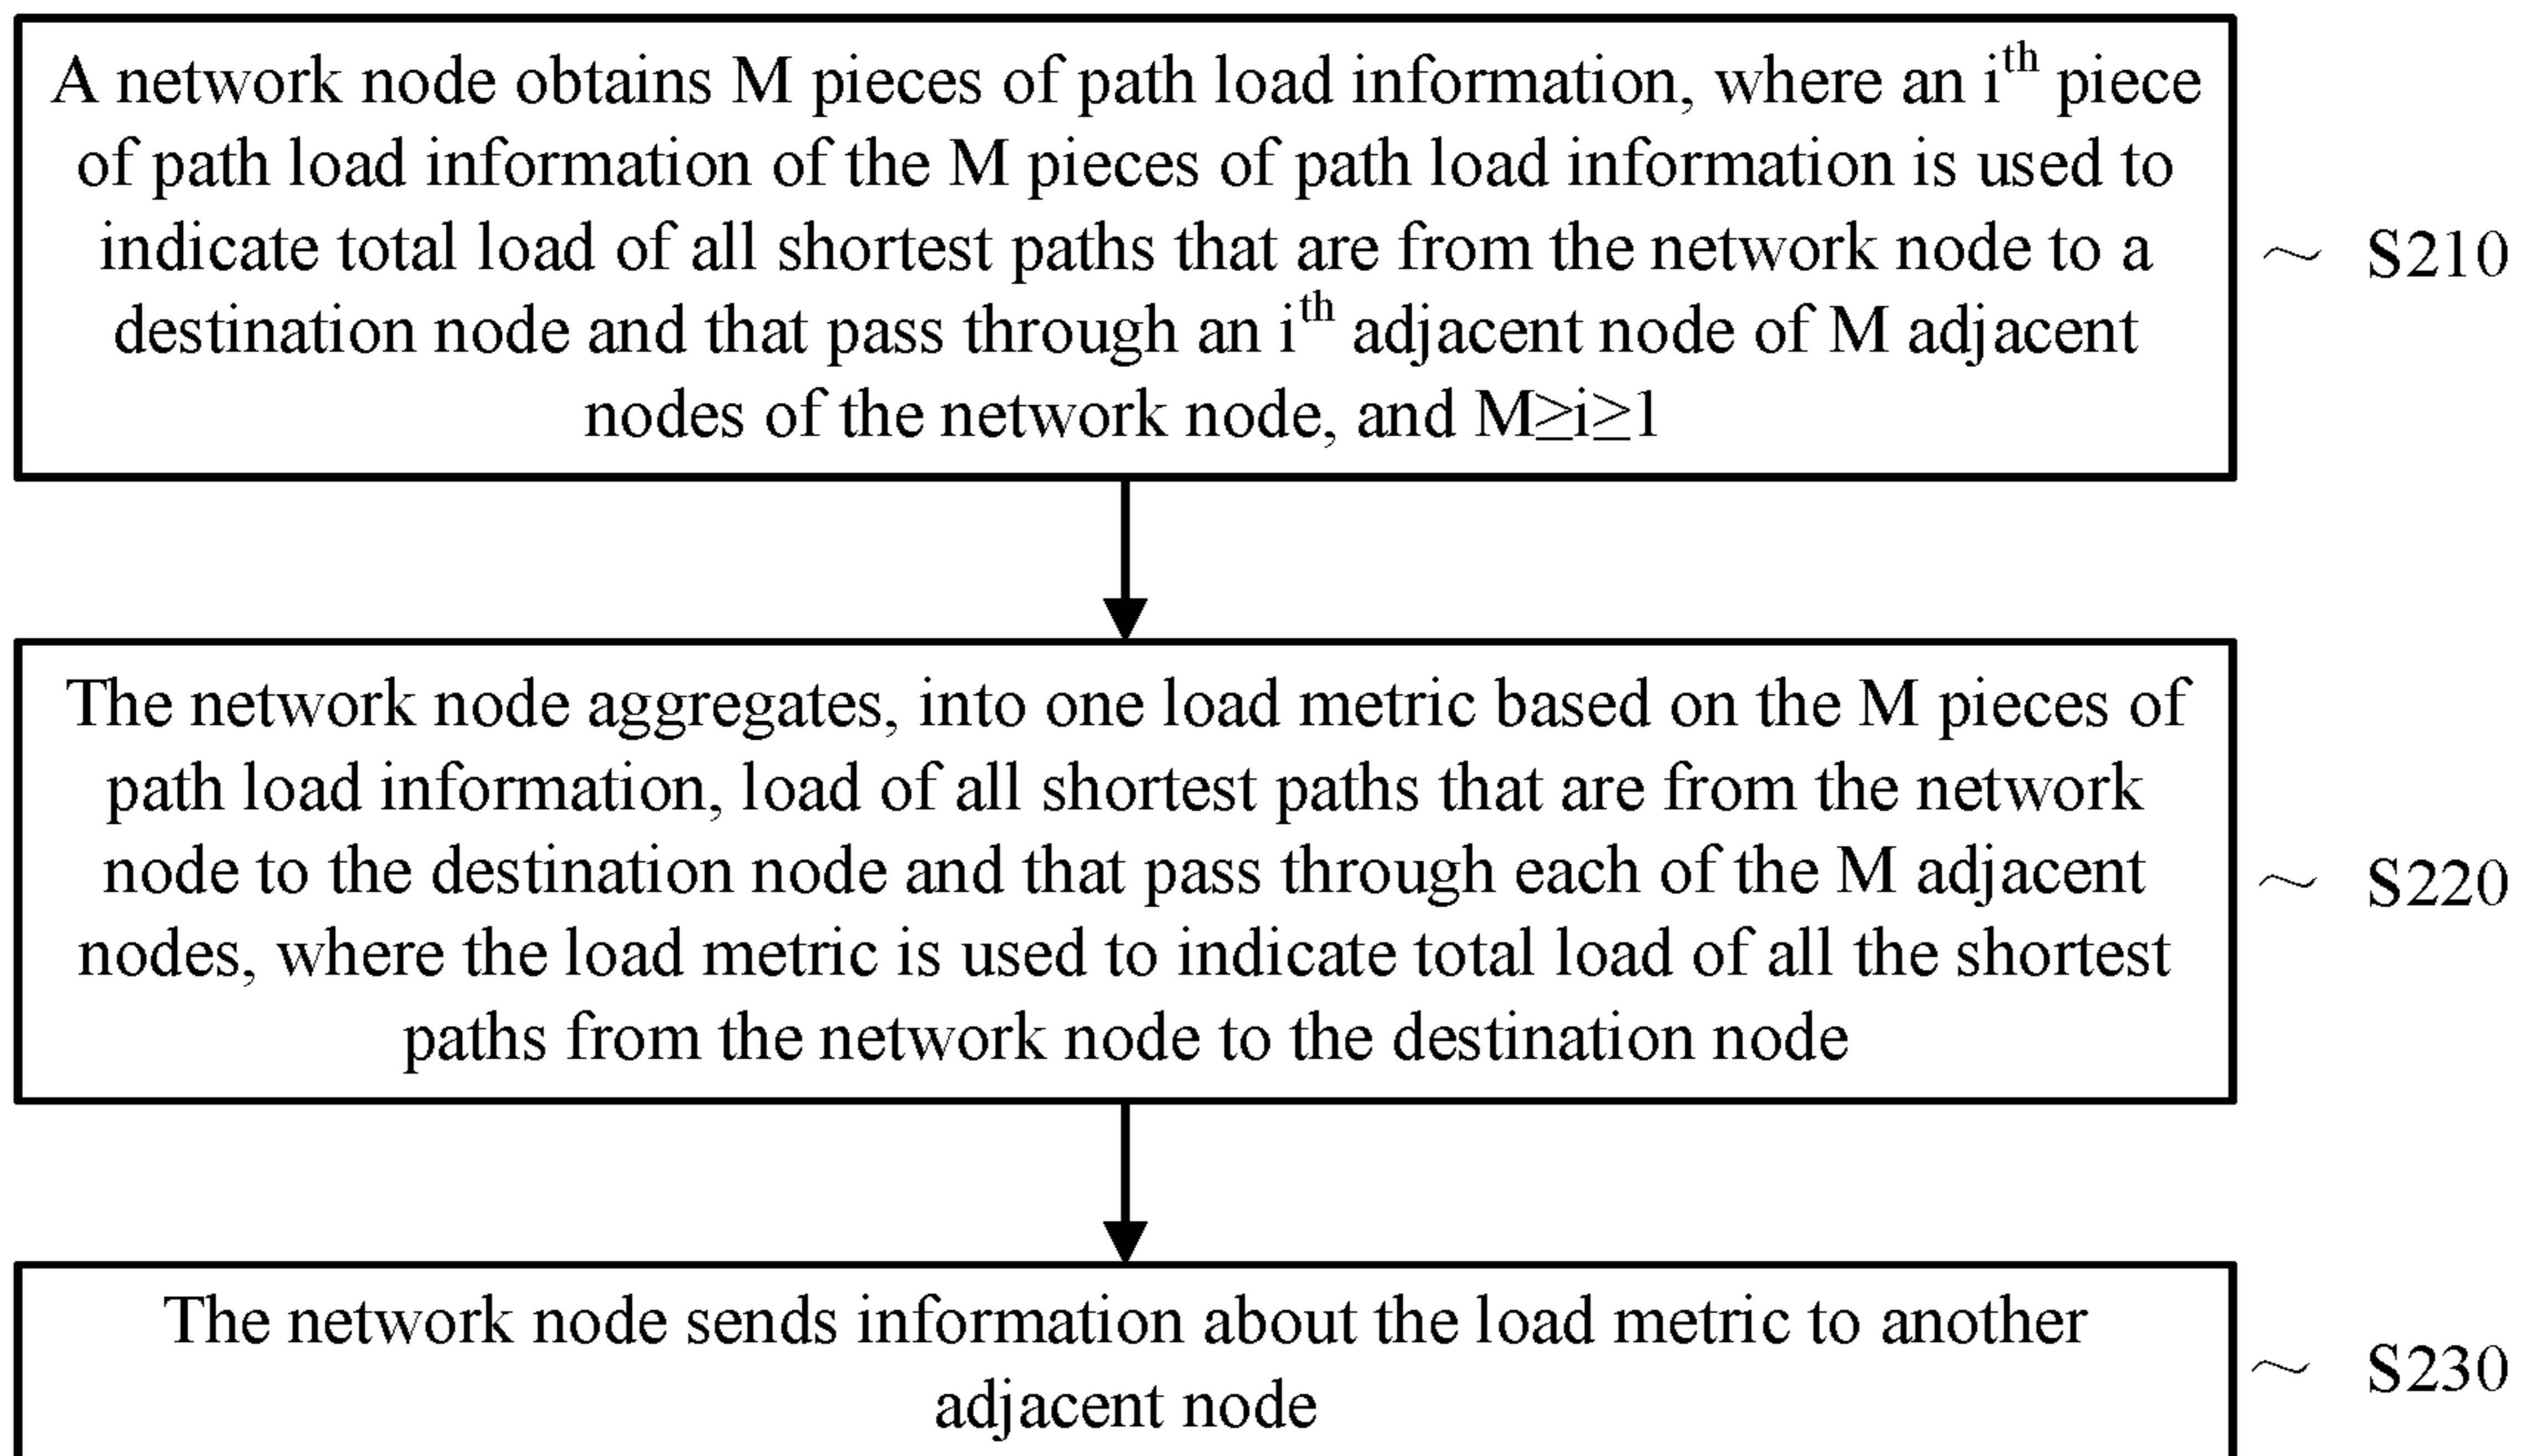 A network node obtains M pieces of path load information, where an ith piece
of path load information of the M pieces of path load information is used to
indicate total load of all shortest paths that are from the network node to a
destination node and that pass through an ith adjacent node of M adjacent
nodes of the network node, and M≥i≥1
~ S210
The network node aggregates, into one load metric based on the M pieces of
path load information, load of all shortest paths that are from the network
node to the destination node and that pass through each of the M adjacent
nodes, where the load metric is used to indicate total load of all the shortest
paths from the network node to the destination node
~ S220
The network node sends information about the load metric to another
adjacent node
~ S230